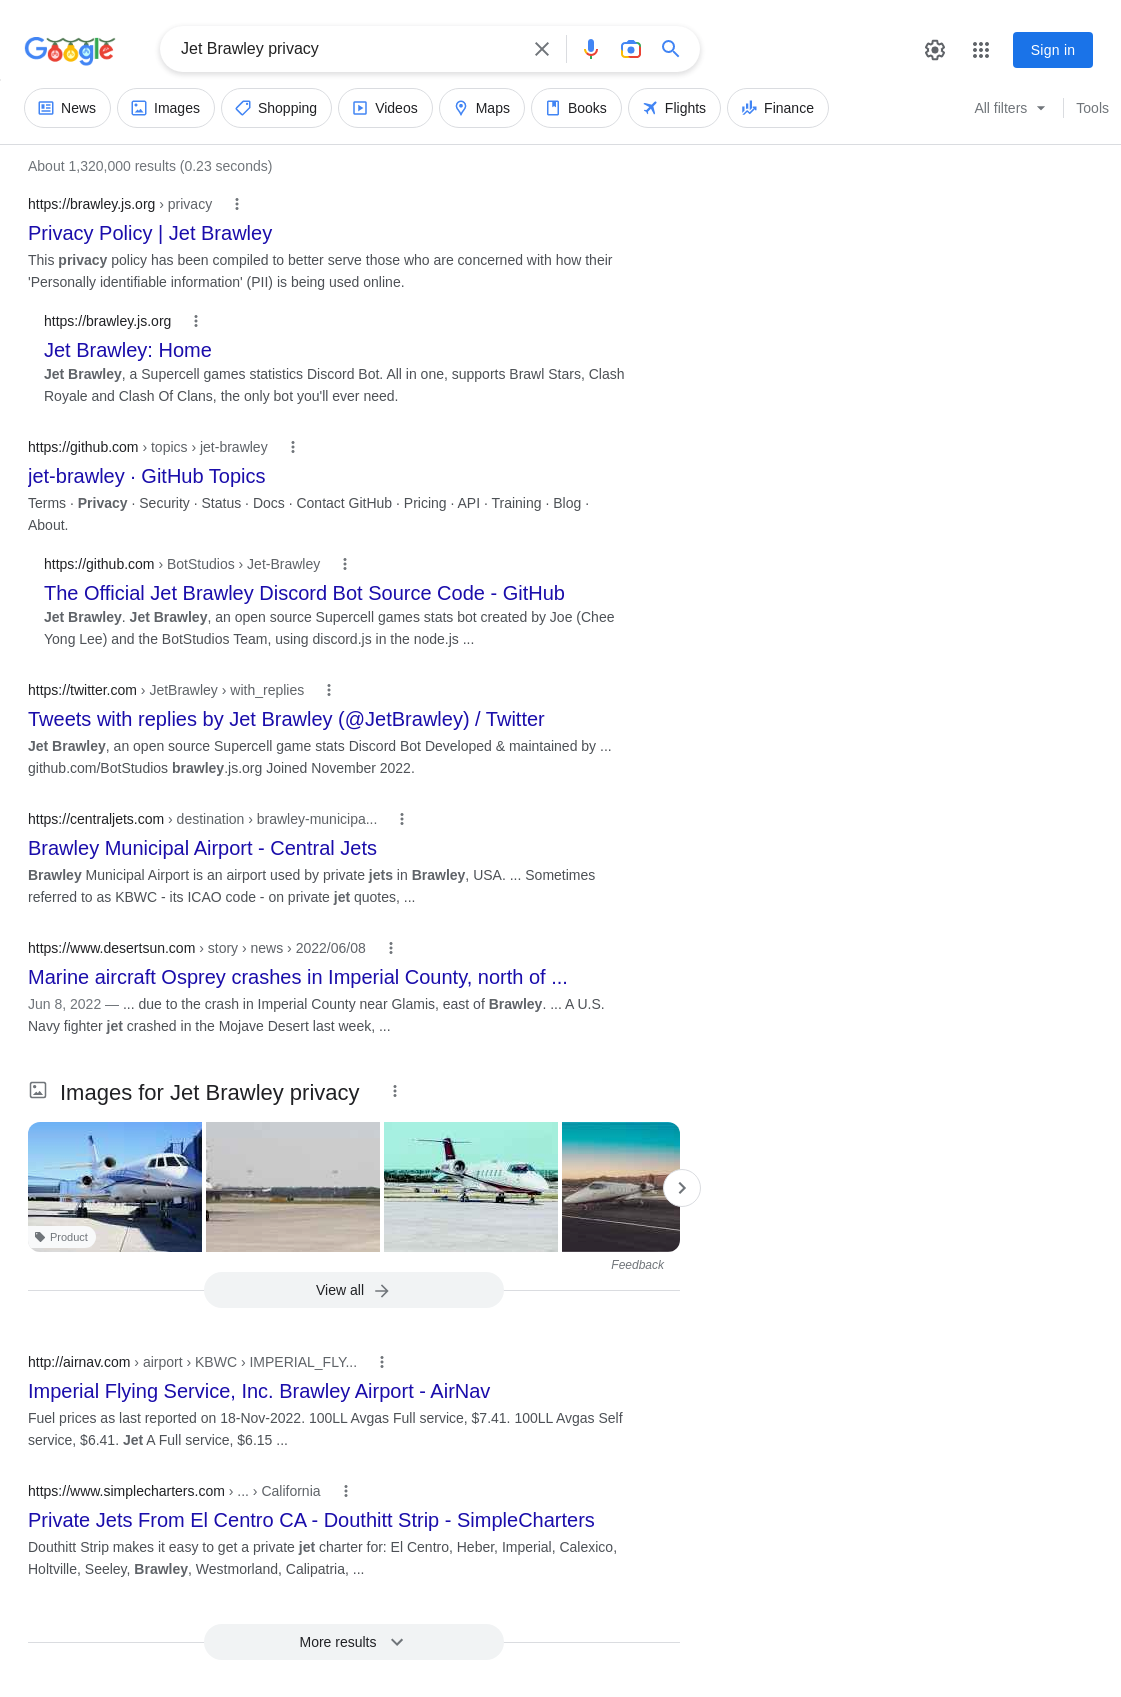 Google
Jet Brawley privacy
Sign in
News Images Shopping Videos Maps Books Flights Finance All filters Tools
About 1,320,000 results (0.23 seconds)
https://brawley.js.org › privacy
Privacy Policy | Jet Brawley
This privacy policy has been compiled to better serve those who are concerned with how their
'Personally identifiable information' (PII) is being used online.
https://brawley.js.org
Jet Brawley: Home
Jet Brawley, a Supercell games statistics Discord Bot. All in one, supports Brawl Stars, Clash
Royale and Clash Of Clans, the only bot you'll ever need.
https://github.com › topics › jet-brawley
jet-brawley · GitHub Topics
Terms · Privacy · Security · Status · Docs · Contact GitHub · Pricing · API · Training · Blog ·
About.
https://github.com › BotStudios › Jet-Brawley
The Official Jet Brawley Discord Bot Source Code - GitHub
Jet Brawley. Jet Brawley, an open source Supercell games stats bot created by Joe (Chee
Yong Lee) and the BotStudios Team, using discord.js in the node.js ...
https://twitter.com › JetBrawley › with_replies
Tweets with replies by Jet Brawley (@JetBrawley) / Twitter
Jet Brawley, an open source Supercell game stats Discord Bot Developed & maintained by ...
github.com/BotStudios brawley.js.org Joined November 2022.
https://centraljets.com › destination › brawley-municipa...
Brawley Municipal Airport - Central Jets
Brawley Municipal Airport is an airport used by private jets in Brawley, USA. ... Sometimes
referred to as KBWC - its ICAO code - on private jet quotes, ...
https://www.desertsun.com › story › news › 2022/06/08
Marine aircraft Osprey crashes in Imperial County, north of ...
Jun 8, 2022 — ... due to the crash in Imperial County near Glamis, east of Brawley. ... A U.S.
Navy fighter jet crashed in the Mojave Desert last week, ...
Images for Jet Brawley privacy
Product
Feedback
View all
http://airnav.com › airport › KBWC › IMPERIAL_FLY...
Imperial Flying Service, Inc. Brawley Airport - AirNav
Fuel prices as last reported on 18-Nov-2022. 100LL Avgas Full service, $7.41. 100LL Avgas Self
service, $6.41. Jet A Full service, $6.15 ...
https://www.simplecharters.com › ... › California
Private Jets From El Centro CA - Douthitt Strip - SimpleCharters
Douthitt Strip makes it easy to get a private jet charter for: El Centro, Heber, Imperial, Calexico,
Holtville, Seeley, Brawley, Westmorland, Calipatria, ...
More results